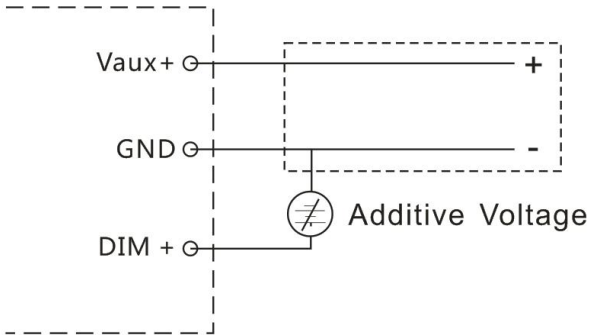 Vaux+
+
GND
-
Additive Voltage
DIM +